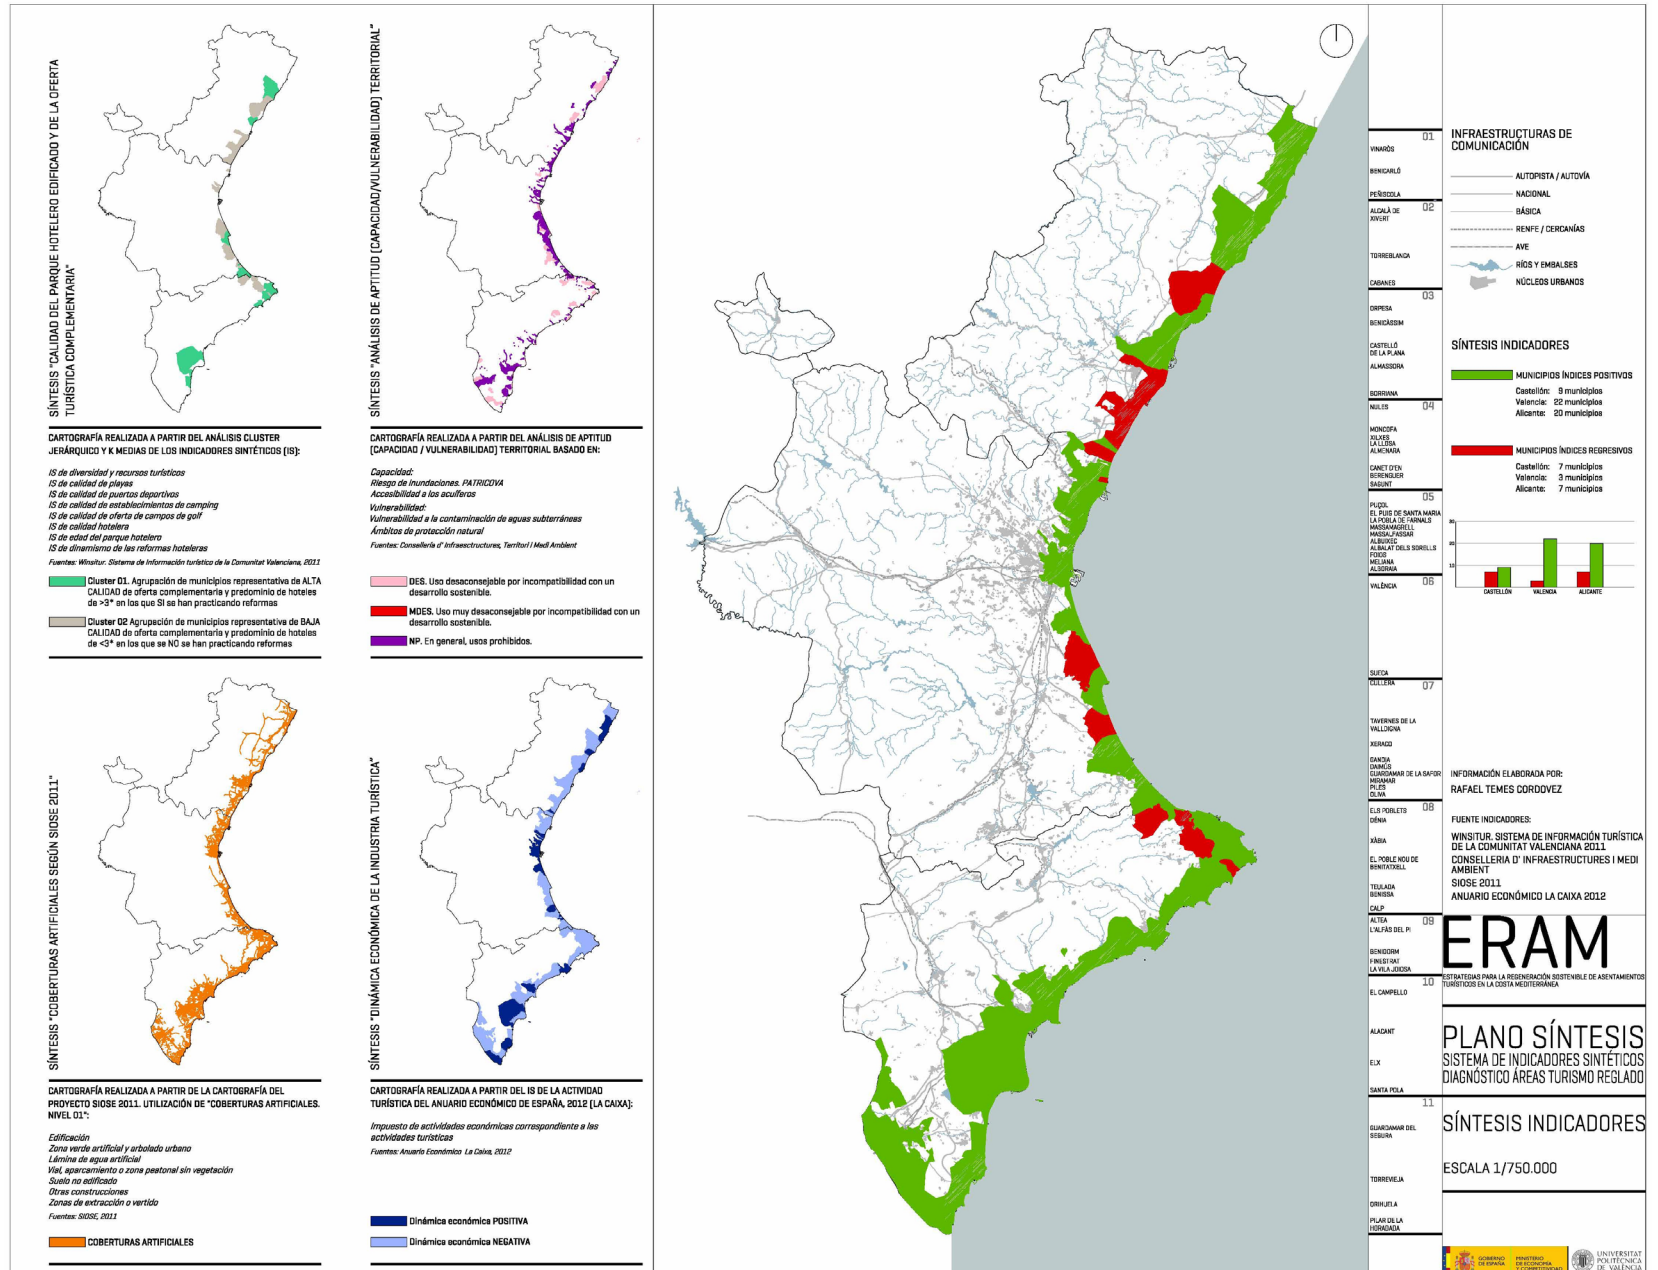 SÍNTESIS "CALIDAD DEL PARQUE HOTELERO EDIFICADO Y DE LA OFERTA
TURÍSTICA COMPLEMENTARIA"
CARTOGRAFÍA REALIZADA A PARTIR DEL ANÁLISIS CLUSTER
JERÁRQUICO Y K MEDIAS DE LOS INDICADORES SINTÉTICOS (IS):
IS de diversidad y recursos turísticos
IS de calidad de playas
IS de calidad de puertos deportivos
IS de calidad de establecimientos de camping
IS de calidad de oferta de campos de golf
IS de calidad hotelera
IS de edad del parque hotelero
IS de dinamismo de las reformas hoteleras
Fuentes: Winsitur. Sistema de información turístico de la Comunitat Valenciana, 2011
Cluster 01. Agrupación de municipios representativa de ALTA
CALIDAD de oferta complementaria y predominio de hoteles
de >3* en los que SI se han practicando reformas
Cluster 02 Agrupación de municipios representativa de BAJA
CALIDAD de oferta complementaria y predominio de hoteles
de <3* en los que se NO se han practicando reformas
SÍNTESIS "ANÁLISIS DE APTITUD (CAPACIDAD/VULNERABILIDAD) TERRITORIAL"
CARTOGRAFÍA REALIZADA A PARTIR DEL ANÁLISIS DE APTITUD
(CAPACIDAD / VULNERABILIDAD) TERRITORIAL BASADO EN:
Capacidad:
Riesgo de inundaciones. PATRICOVA
Accesibilidad a los acuíferos
Vulnerabilidad:
Vulnerabilidad a la contaminación de aguas subterráneas
Ámbitos de protección natural
Fuentes: Conselleria d' Infraesctructures, Territori i Medi Ambient
DES. Uso desaconsejable por incompatibilidad con un
desarrollo sostenible.
MDES. Uso muy desaconsejable por incompatibilidad con un
desarrollo sostenible.
NP. En general, usos prohibidos.
SÍNTESIS "COBERTURAS ARTIFICIALES SEGÚN SIOSE 2011"
CARTOGRAFÍA REALIZADA A PARTIR DE LA CARTOGRAFÍA DEL
PROYECTO SIOSE 2011. UTILIZACIÓN DE "COBERTURAS ARTIFICIALES.
NIVEL 01":
Edificación
Zona verde artificial y arbolado urbano
Lámina de agua artificial
Vial, aparcamiento o zona peatonal sin vegetación
Suelo no edificado
Otras construcciones
Zonas de extracción o vertido
Fuentes: SIOSE, 2011
COBERTURAS ARTIFICIALES
SÍNTESIS "DINÁMICA ECONÓMICA DE LA INDUSTRIA TURÍSTICA"
CARTOGRAFÍA REALIZADA A PARTIR DEL IS DE LA ACTIVIDAD
TURÍSTICA DEL ANUARIO ECONÓMICO DE ESPAÑA, 2012 (LA CAIXA):
Impuesto de actividades económicas correspondiente a las
actividades turísticas
Fuentes: Anuario Económico La Caixa, 2012
Dinámica económica POSITIVA
Dinámica económica NEGATIVA
01
VINARÒS
BENICARLÓ
PEÑISCOLA
02
ALCALÀ DE
XIVERT
TORREBLANCA
CABANES
03
ORPESA
BENICÀSSIM
CASTELLÓ
DE LA PLANA
ALMASSORA
BORRIANA
04
NULES
MONCOFA
XILXES
LA LLOSA
ALMENARA
CANET D'EN
BERENGUER
SAGUNT
05
PUÇOL
EL PUIG DE SANTA MARIA
LA POBLA DE FARNALS
MASSAMAGRELL
MASSALFASSAR
ALBUIXEC
ALBALAT DELS SORELLS
FOIOS
MELIANA
ALBORAIA
06
VALÈNCIA
SUECA
07
CULLERA
TAVERNES DE LA
VALLDIGNA
XERACO
GANDIA
DAIMÚS
GUARDAMAR DE LA SAFOR
MIRAMAR
PILES
OLIVA
08
ELS POBLETS
DÉNIA
XÀBIA
EL POBLE NOU DE
BENITATXELL
TEULADA
BENISSA
CALP
09
ALTEA
L'ALFÀS DEL PI
BENIDORM
FINESTRAT
LA VILA JOIOSA
10
EL CAMPELLO
ALACANT
ELX
SANTA POLA
11
GUARDAMAR DEL
SEGURA
TORREVIEJA
ORIHUELA
PILAR DE LA
HORADADA
INFRAESTRUCTURAS DE
COMUNICACIÓN
AUTOPISTA / AUTOVÍA
NACIONAL
BÁSICA
RENFE / CERCANÍAS
AVE
RÍOS Y EMBALSES
NÚCLEOS URBANOS
SÍNTESIS INDICADORES
MUNICIPIOS ÍNDICES POSITIVOS
Castellón: 9 municipios
Valencia: 22 municipios
Alicante: 20 municipios
MUNICIPIOS ÍNDICES REGRESIVOS
Castellón: 7 municipios
Valencia: 3 municipios
Alicante: 7 municipios
CASTELLÓN VALENCIA ALICANTE
INFORMACIÓN ELABORADA POR:
RAFAEL TEMES CORDOVEZ
FUENTE INDICADORES:
WINSITUR. SISTEMA DE INFORMACIÓN TURÍSTICA
DE LA COMUNITAT VALENCIANA 2011
CONSELLERIA D' INFRAESTRUCTURES I MEDI
AMBIENT
SIOSE 2011
ANUARIO ECONÓMICO LA CAIXA 2012
ERAM
ESTRATEGIAS PARA LA REGENERACIÓN SOSTENIBLE DE ASENTAMIENTOS
TURÍSTICOS EN LA COSTA MEDITERRÁNEA
PLANO SÍNTESIS
SISTEMA DE INDICADORES SINTÉTICOS
DIAGNÓSTICO ÁREAS TURISMO REGLADO
SÍNTESIS INDICADORES
ESCALA 1/750.000
GOBIERNO
DE ESPAÑA
MINISTERIO
DE ECONOMÍA
Y COMPETITIVIDAD
UNIVERSITAT
POLITÈCNICA
DE VALÈNCIA